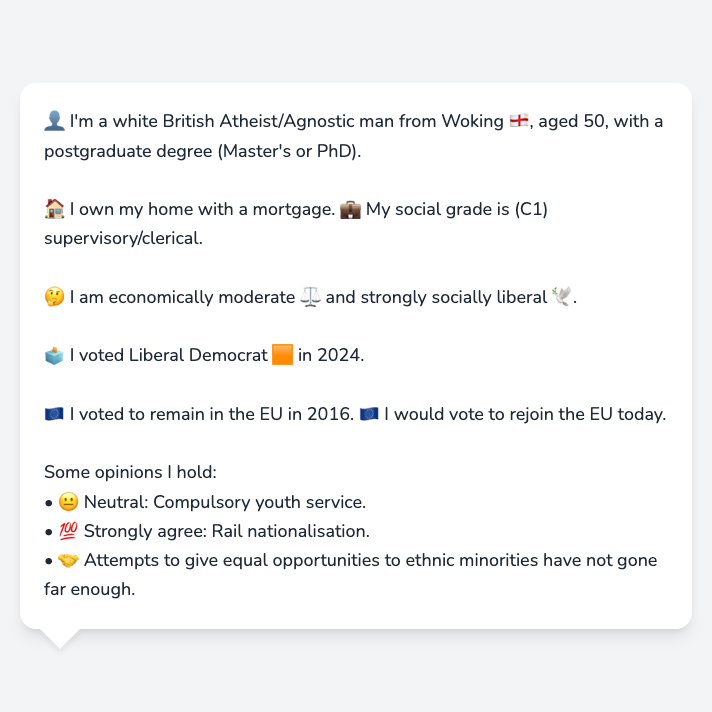 👤 I'm a white British Atheist/Agnostic man from Woking 🏴󠁧󠁢󠁥󠁮󠁧󠁿, aged 50, with a
postgraduate degree (Master's or PhD).
🏠 I own my home with a mortgage. 💼 My social grade is (C1)
supervisory/clerical.
🤔 I am economically moderate ⚖️ and strongly socially liberal 🕊️.
🗳️ I voted Liberal Democrat 🟧 in 2024.
🇪🇺 I voted to remain in the EU in 2016. 🇪🇺 I would vote to rejoin the EU today.
Some opinions I hold:
• 😐 Neutral: Compulsory youth service.
• 💯 Strongly agree: Rail nationalisation.
• 🤝 Attempts to give equal opportunities to ethnic minorities have not gone
far enough.